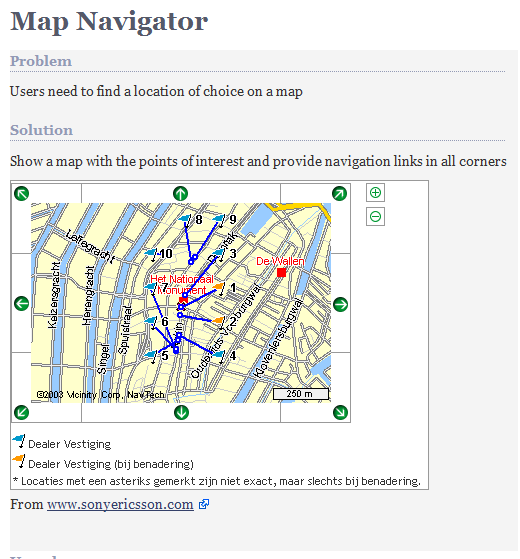 Map Navigator
Problem
Users need to find a location of choice on a map
Solution
Show a map with the points of interest and provide navigation links in all corners
8
9
Leliegracht
10
3
De Wallen
Het Nationaal
Monument
7
1
Keizersgracht
Herengracht
Singel
Spuistraat
6
2
Oudezijds Voorburgwal
Kloveniersburgwal
5
4
©2003 Vicinity Corp, NavTech
250 m
Dealer Vestiging
Dealer Vestiging (bij benadering)
* Locaties met een asteriks gemerkt zijn niet exact, maar slechts bij benadering.
From www.sonyericsson.com